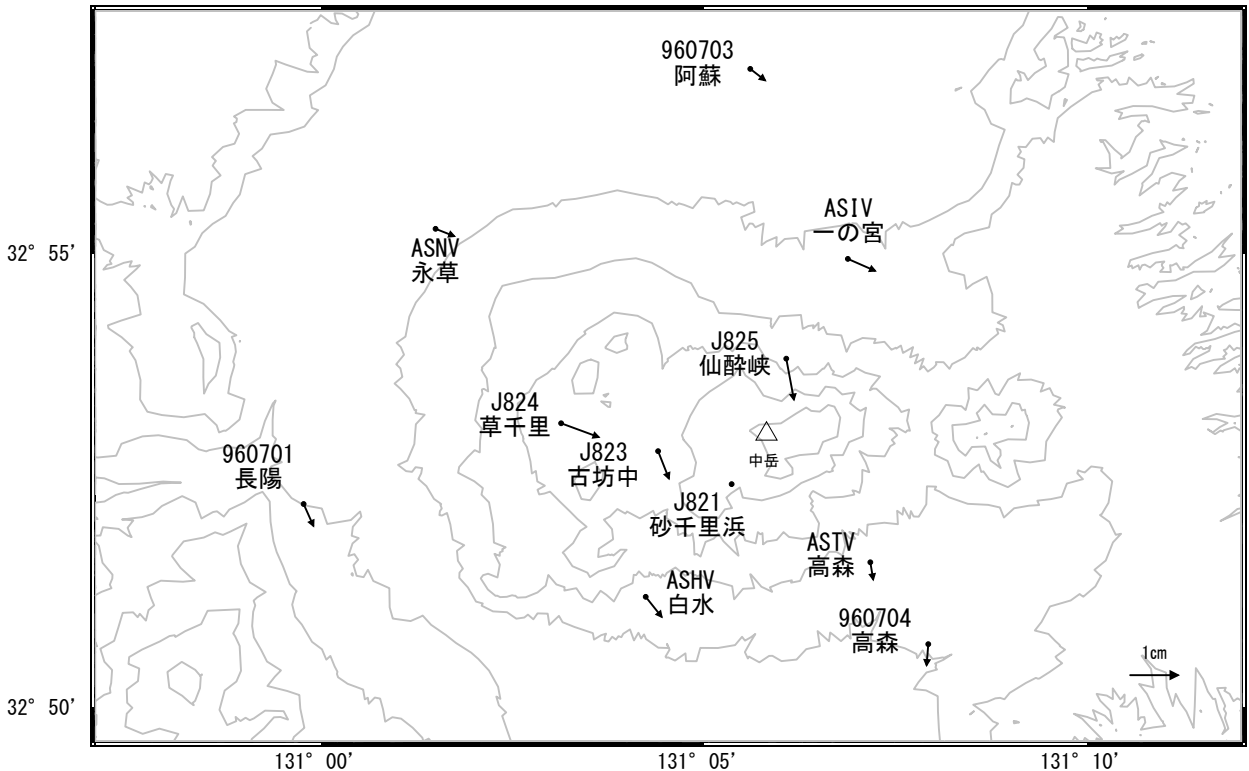 960703
阿蘇
ASIV
一の宮
ASNV
永草
32° 55'
J825
仙酔峡
J824
草千里
J823
古坊中
中岳
960701
長陽
J821
砂千里浜
ASTV
高森
ASHV
白水
960704
高森
1cm
32° 50'
131° 00'
131° 05'
131° 10'